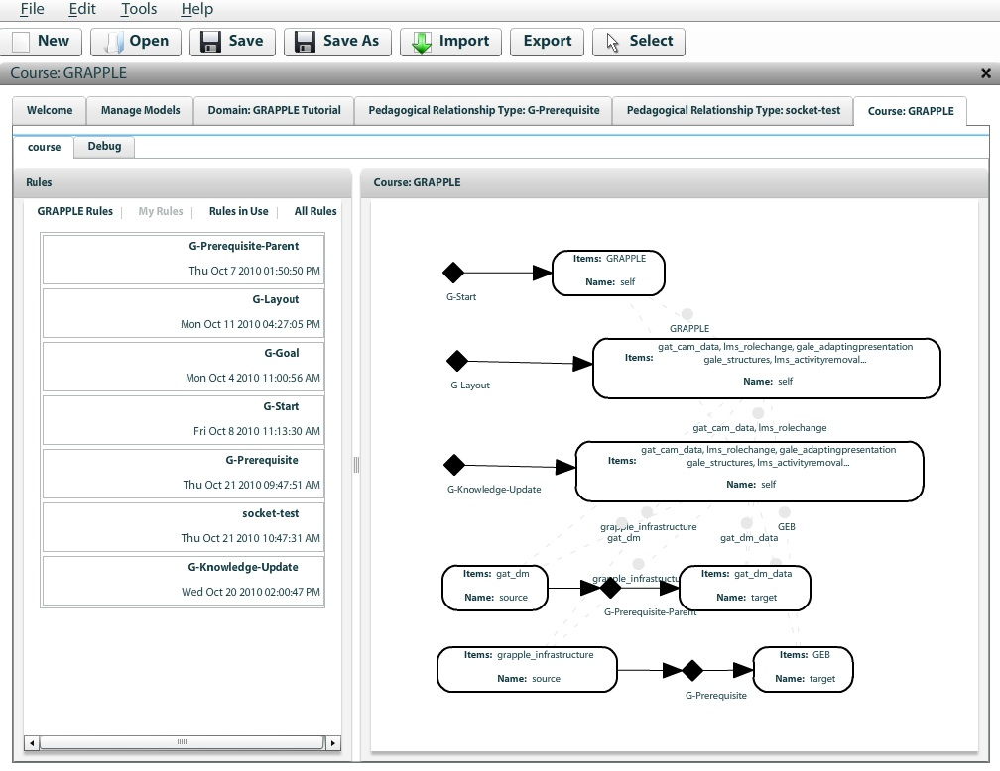 File Edit Tools Help
New Open Save Save As Import Export Select
Course: GRAPPLE
Welcome Manage Models Domain: GRAPPLE Tutorial Pedagogical Relationship Type: G-Prerequisite Pedagogical Relationship Type: socket-test Course: GRAPPLE
course Debug
Rules
GRAPPLE Rules My Rules Rules in Use All Rules
G-Prerequisite-Parent
Thu Oct 7 2010 01:50:50 PM
G-Layout
Mon Oct 11 2010 04:27:05 PM
G-Goal
Mon Oct 4 2010 11:00:56 AM
G-Start
Fri Oct 8 2010 11:13:30 AM
G-Prerequisite
Thu Oct 21 2010 09:47:51 AM
socket-test
Thu Oct 21 2010 10:47:31 AM
G-Knowledge-Update
Wed Oct 20 2010 02:00:47 PM
Course: GRAPPLE
Items: GRAPPLE
Name: self
G-Start
GRAPPLE
gat_cam_data, lms_rolechange, gale_adaptingpresentation
Items: gale_structures, lms_activityremoval...
Name: self
G-Layout
gat_cam_data, lms_rolechange
gat_cam_data, lms_rolechange, gale_adaptingpresentation
Items: gale_structures, lms_activityremoval...
Name: self
G-Knowledge-Update
grapple_infrastructure
GEB
gat_dm
gat_dm_data
Items: gat_dm
Name: source
grapple_infrastructu
Items: gat_dm_data
Name: target
G-Prerequisite-Parent
Items: grapple_infrastructure
Name: source
Items: GEB
Name: target
G-Prerequisite